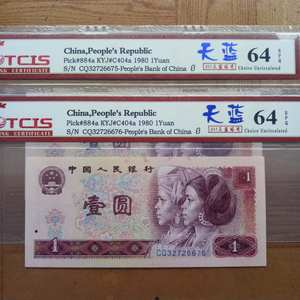 TCIS
China,People's Republic
Pick#884a KYJ#C404a 1980 1Yuan
S/N CQ32726675-People's Bank of China
天蓝
64 EPQ
Choice Uncirculated
TCIS
China,People's Republic
Pick#884a KYJ#C404a 1980 1Yuan
S/N CQ32726676-People's Bank of China
天蓝
64 EPQ
Choice Uncirculated
中国人民银行
1
壹圆
1
CQ32726676